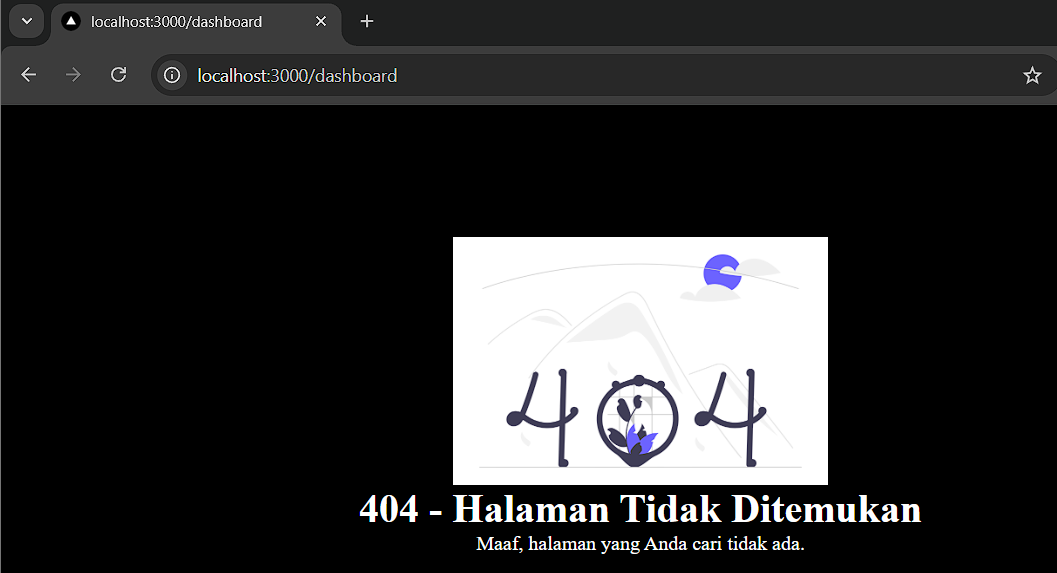 localhost:3000/dashboard
localhost:3000/dashboard
404
404 - Halaman Tidak Ditemukan
Maaf, halaman yang Anda cari tidak ada.